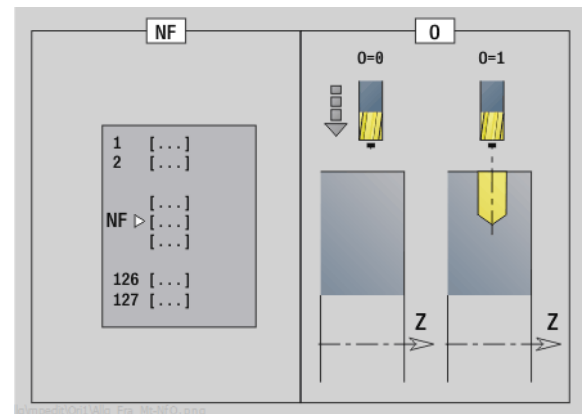 NF
1 [...]
2 [...]
[...]
NF [...]
[...]
126 [...]
127 [...]
O
O=0
O=1
Z
Z